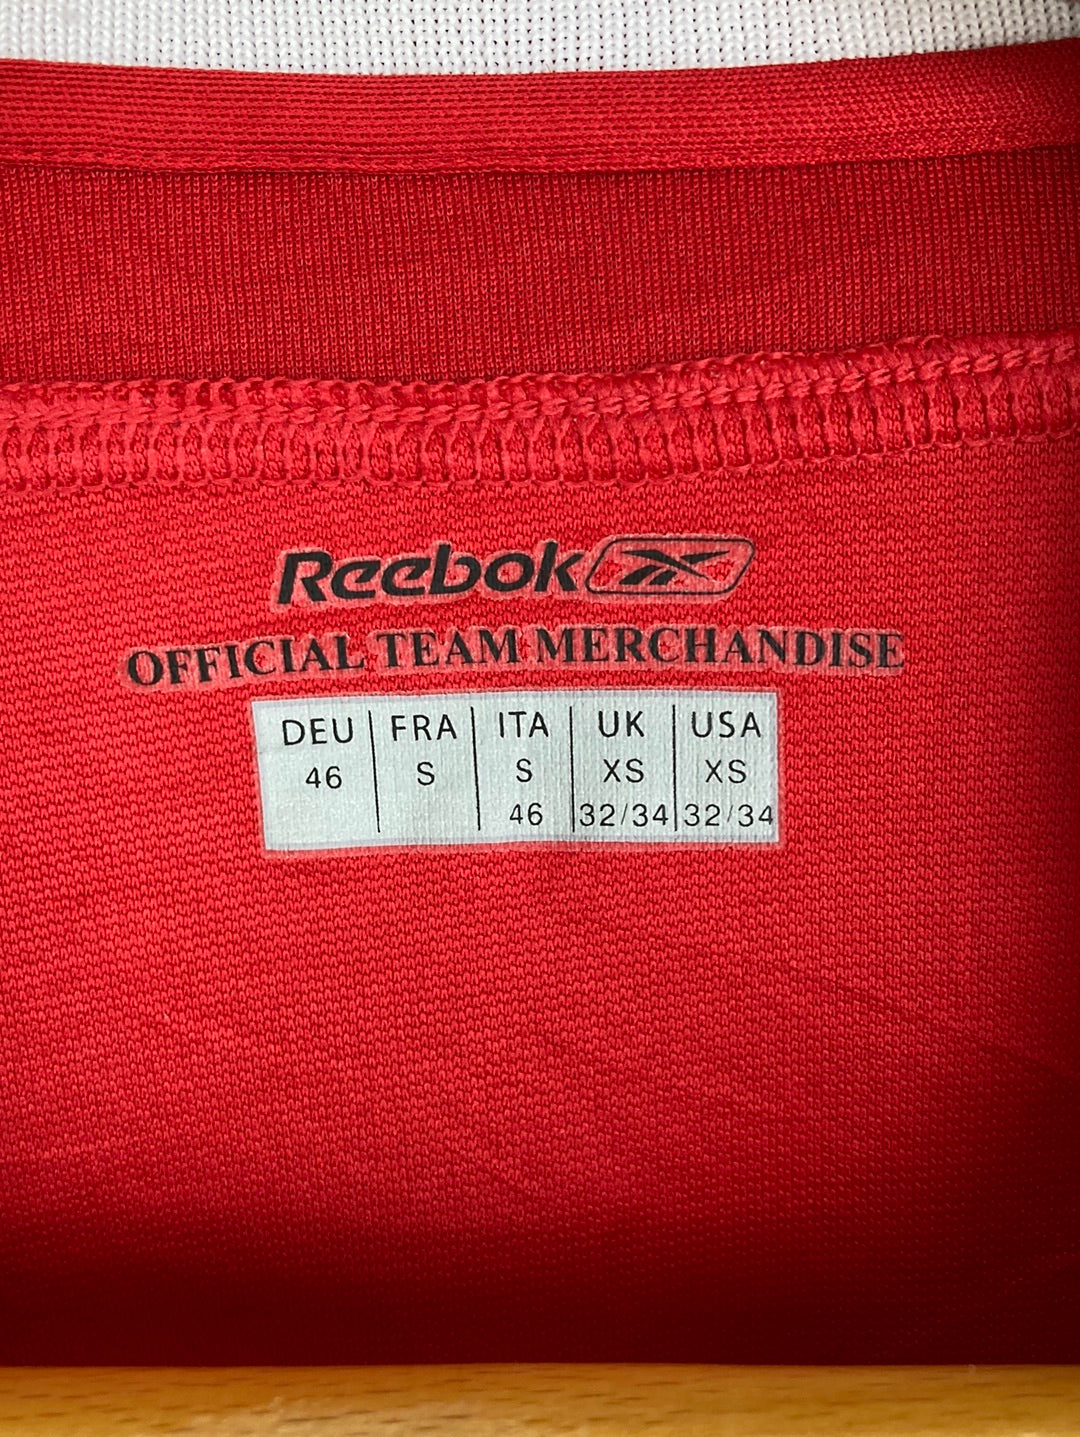 Reebok
OFFICIAL TEAM MERCHANDISE
DEU FRA ITA UK USA
46 S S XS XS
46 32/34 32/34